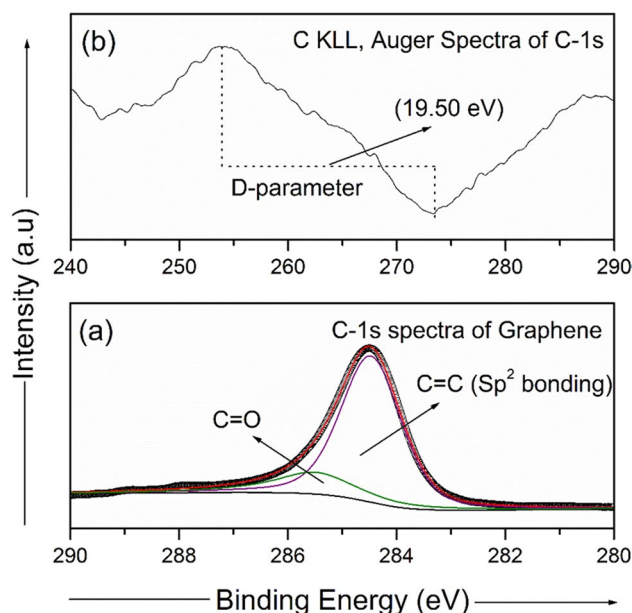 (b)
C KLL, Auger Spectra of C-1s
(19.50 eV)
D-parameter
240 250 260 270 280 290
(a)
C-1s spectra of Graphene
C=C (Sp² bonding)
C=O
290 288 286 284 282 280
Binding Energy (eV)
Intensity (a.u)